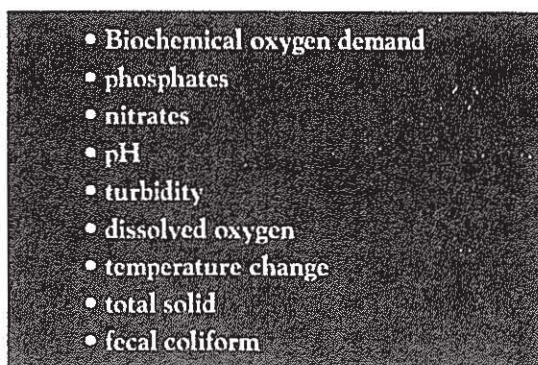 • Biochemical oxygen demand
• phosphates
• nitrates
• pH
• turbidity
• dissolved oxygen
• temperature change
• total solid
• fecal coliform